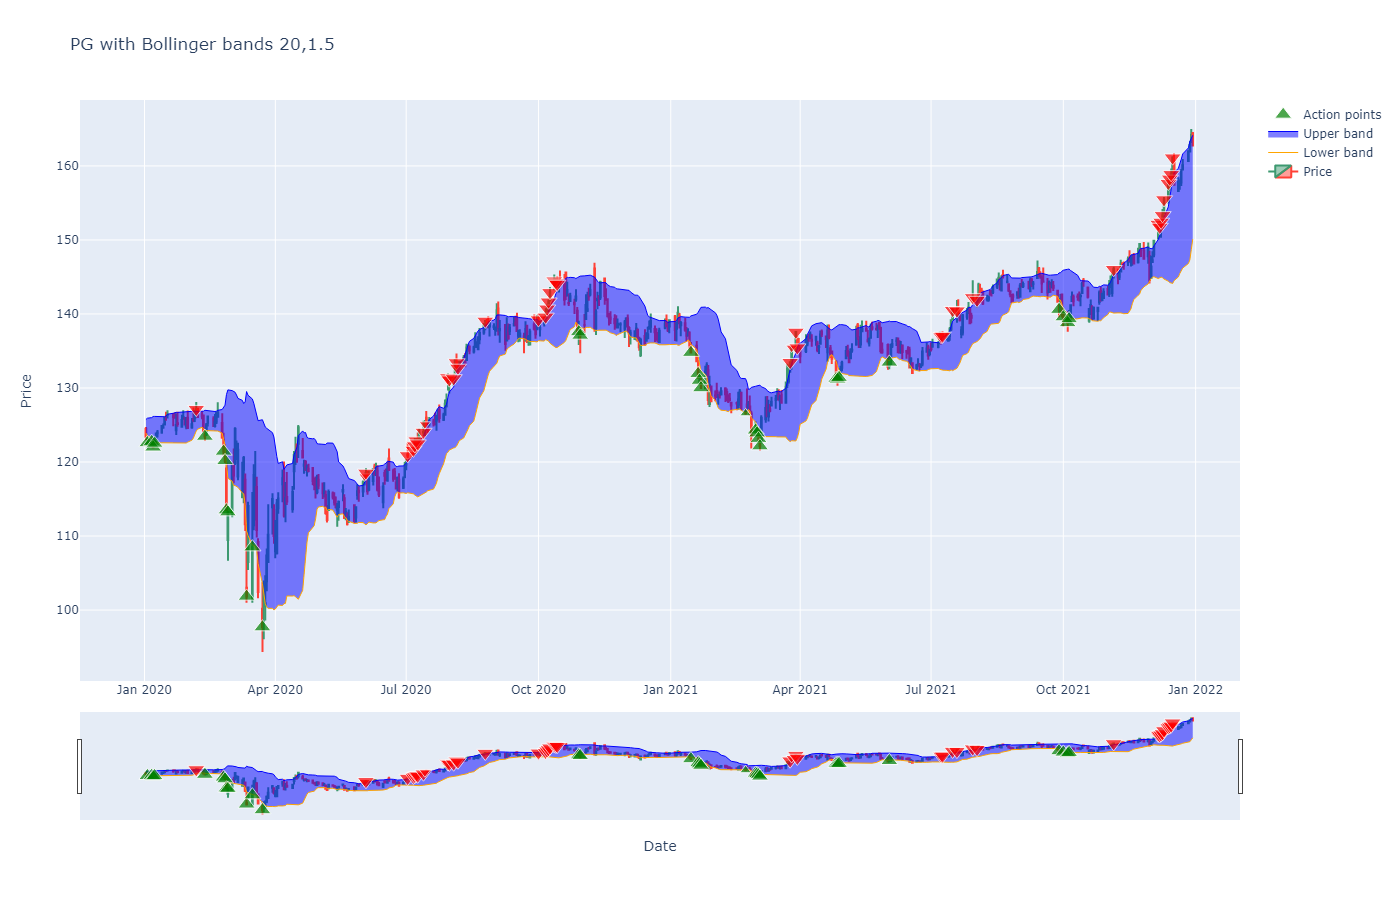 PG with Bollinger bands 20,1.5
Action points
Upper band
Lower band
Price
160
150
140
130
120
110
100
Price
Jan 2020 Apr 2020 Jul 2020 Oct 2020 Jan 2021 Apr 2021 Jul 2021 Oct 2021 Jan 2022
Date